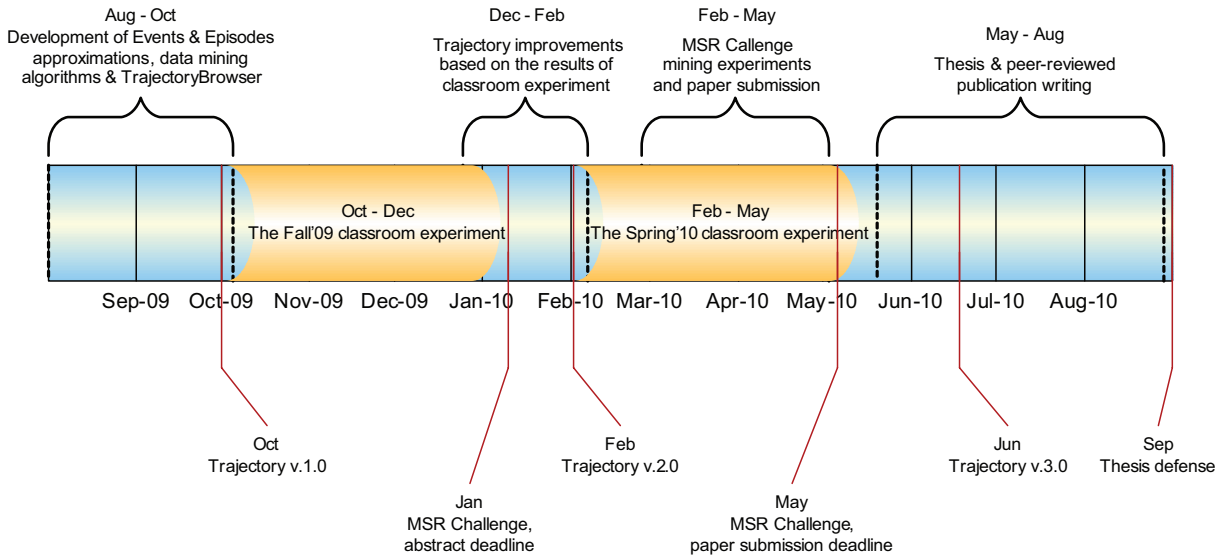 Aug - Oct
Development of Events & Episodes
approximations, data mining
algorithms & TrajectoryBrowser
Dec - Feb
Trajectory improvements
based on the results of
classroom experiment
Feb - May
MSR Callenge
mining experiments
and paper submission
May - Aug
Thesis & peer-reviewed
publication writing
Oct - Dec
The Fall'09 classroom experiment
Feb - May
The Spring'10 classroom experiment
Sep-09
Oct-09
Nov-09
Dec-09
Jan-10
Feb-10
Mar-10
Apr-10
May-10
Jun-10
Jul-10
Aug-10
Oct
Trajectory v.1.0
Feb
Trajectory v.2.0
Jun
Trajectory v.3.0
Sep
Thesis defense
Jan
MSR Challenge,
abstract deadline
May
MSR Challenge,
paper submission deadline